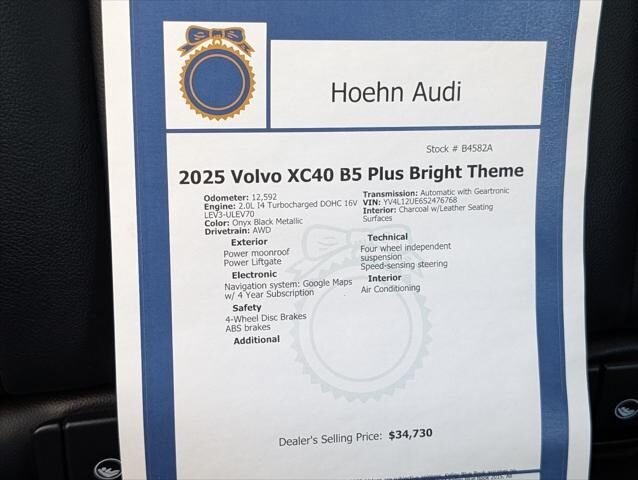 Hoehn Audi
Stock # B4582A
2025 Volvo XC40 B5 Plus Bright Theme
Odometer: 12,592
Engine: 2.0L I4 Turbocharged DOHC 16V
LEV3-ULEV70
Color: Onyx Black Metallic
Drivetrain: AWD
Transmission: Automatic with Geartronic
VIN: YV4L12UE6S2476768
Interior: Charcoal w/Leather Seating
Surfaces
Exterior
Power moonroof
Power Liftgate
Electronic
Navigation system: Google Maps
w/ 4 Year Subscription
Safety
4-Wheel Disc Brakes
ABS brakes
Additional
Technical
Four wheel independent
suspension
Speed-sensing steering
Interior
Air Conditioning
Dealer's Selling Price: $34,730